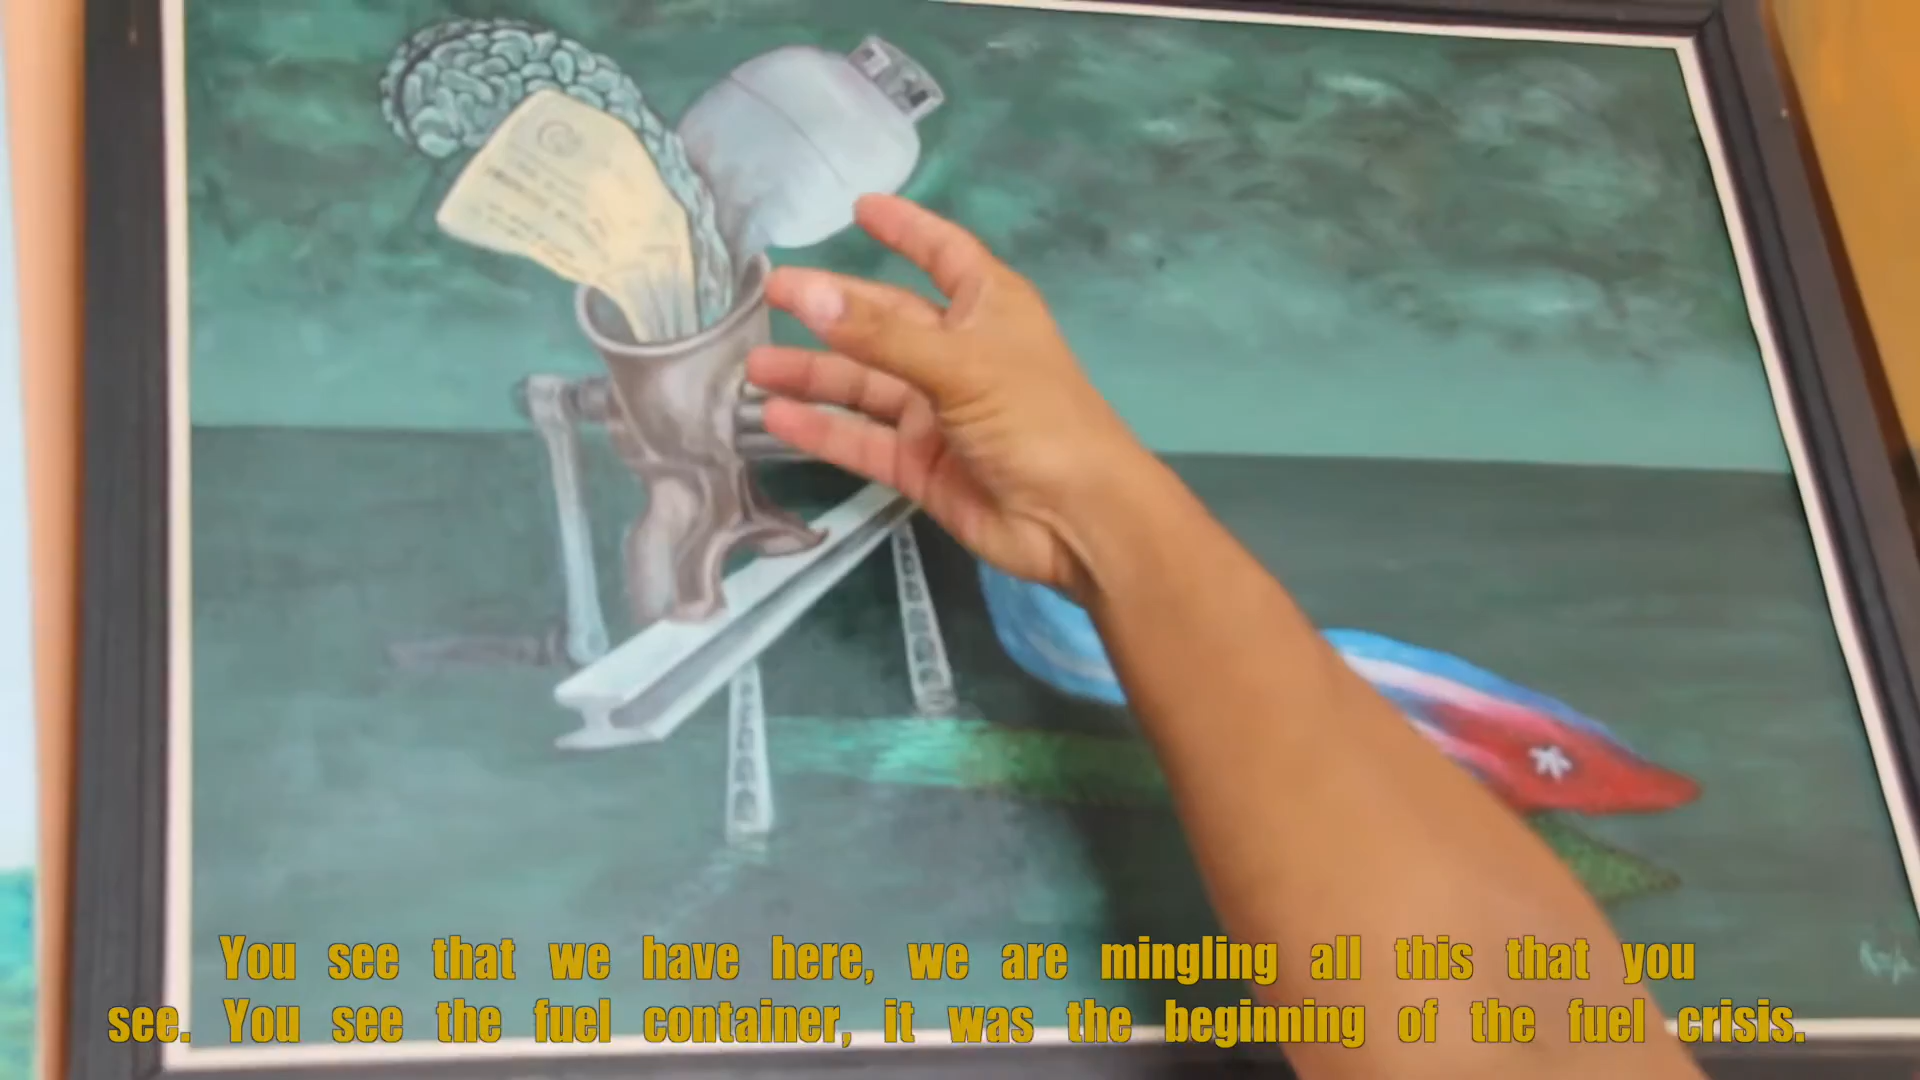 You see that we have here, we are mingling all this that you
see. You see the fuel container, it was the beginning of the fuel crisis.